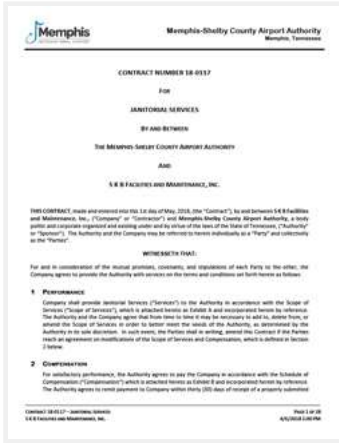 Memphis
Memphis-Shelby County Airport Authority
Memphis, Tennessee
CONTRACT NUMBER 18-0117
FOR
JANITORIAL SERVICES
BY AND BETWEEN
THE MEMPHIS-SHELBY COUNTY AIRPORT AUTHORITY
AND
S K B FACILITIES AND MAINTENANCE, INC.
THIS CONTRACT, made and entered into this 1st day of May, 2018, (the "Contract"), by and between S K B Facilities
and Maintenance, Inc., ("Company" or "Contractor") and Memphis-Shelby County Airport Authority, a body
politic and corporate organized and existing under and by virtue of the laws of the State of Tennessee, ("Authority"
or "Sponsor"). The Authority and the Company may be referred to herein individually as a "Party" and collectively
as the "Parties".
WITNESSETH THAT:
For and in consideration of the mutual promises, covenants, and stipulations of each Party to the other, the
Company agrees to provide the Authority with services on the terms and conditions set forth herein as follows:
1 PERFORMANCE
Company shall provide Janitorial Services ("Services") to the Authority in accordance with the Scope of
Services ("Scope of Services"), which is attached hereto as Exhibit A and incorporated herein by reference.
The Authority and the Company agree that from time to time it may be necessary to add to, delete from, or
amend the Scope of Services in order to better meet the needs of the Authority, as determined by the
Authority in its sole discretion. In such event, the Parties shall in writing, amend this Contract if the Parties
reach an agreement on modifications of the Scope of Services and Compensation, which is defined in Section
2 below.
2 COMPENSATION
For satisfactory performance, the Authority agrees to pay the Company in accordance with the Schedule of
Compensation ("Compensation") which is attached hereto as Exhibit B and incorporated herein by reference.
The Authority agrees to remit payment to Company within thirty (30) days of receipt of a properly submitted
CONTRACT 18-0117 – JANITORIAL SERVICES
S K B FACILITIES AND MAINTENANCE, INC.
Page 1 of 28
4/6/2018 1:00 PM